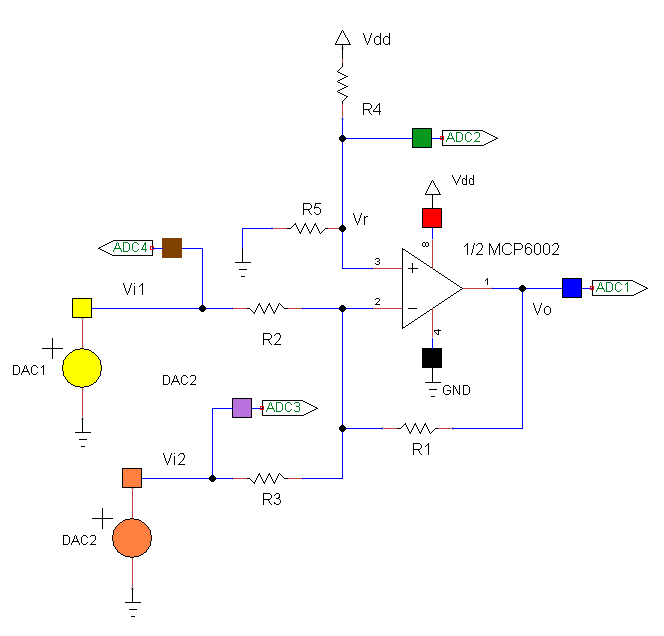 Vdd
R4
ADC2
Vdd
R5
Vr
8
1/2 MCP6002
ADC4
3
+
1
ADC1
Vi1
2
−
Vo
R2
4
+
DAC1
DAC2
GND
ADC3
R1
Vi2
R3
+
DAC2